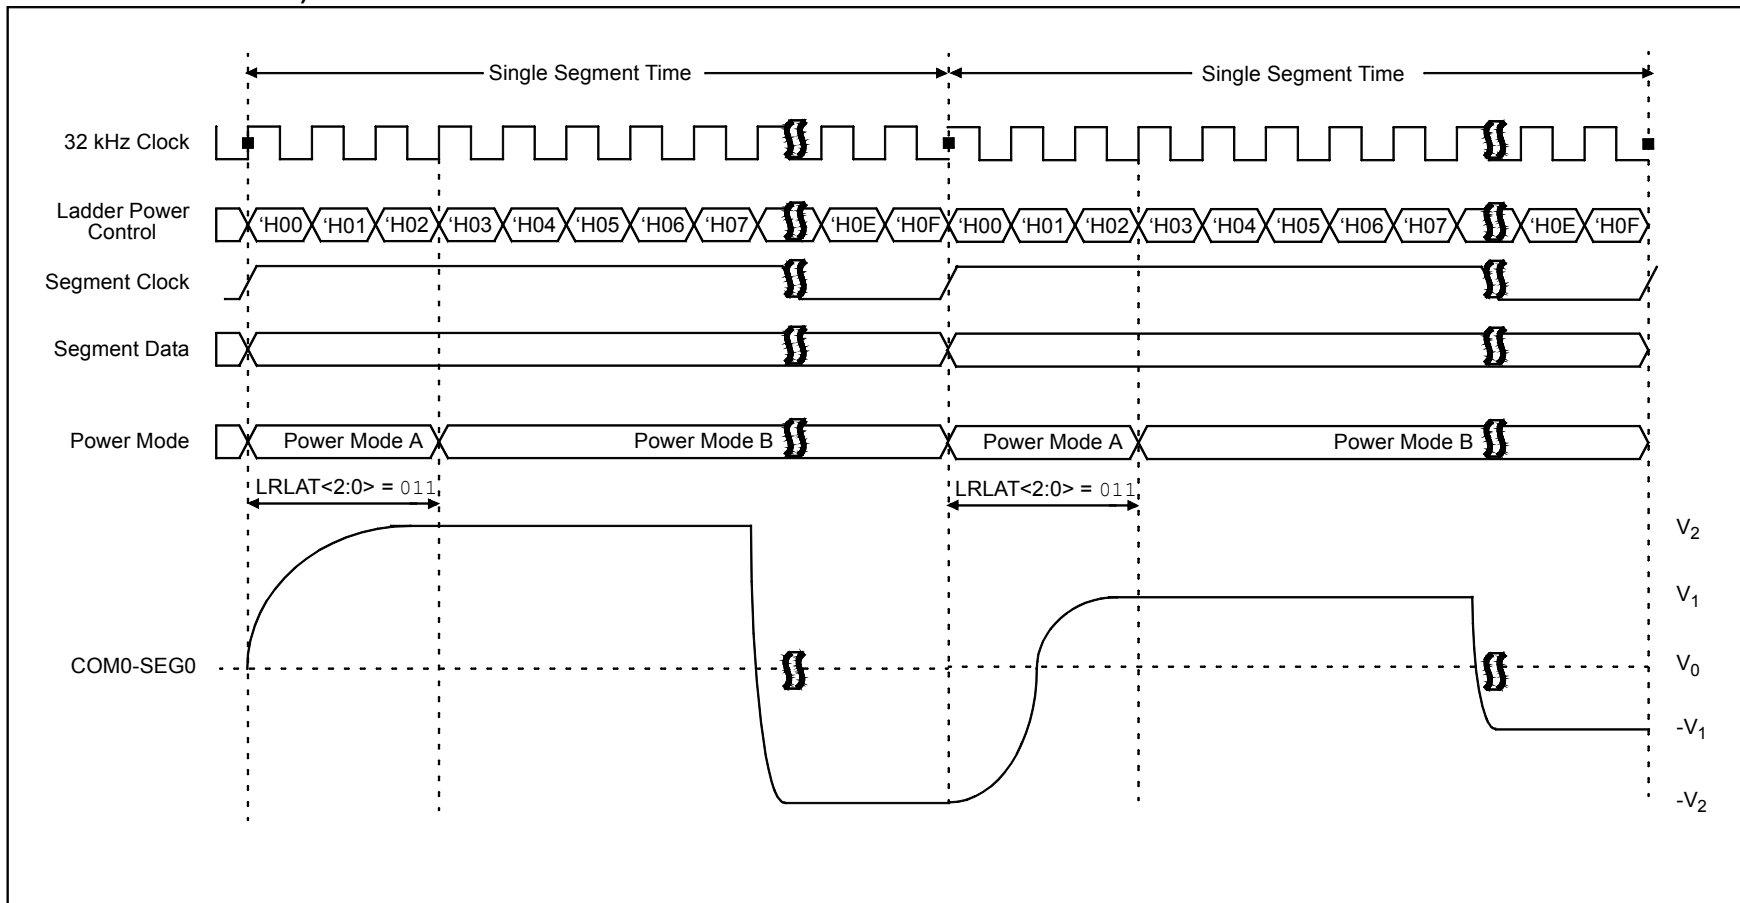 Single Segment Time Single Segment Time
32 kHz Clock
Ladder Power
Control
‘H00 ‘H01 ‘H02 ‘H03 ‘H04 ‘H05 ‘H06 ‘H07 ‘H0E ‘H0F ‘H00 ‘H01 ‘H02 ‘H03 ‘H04 ‘H05 ‘H06 ‘H07 ‘H0E ‘H0F
Segment Clock
Segment Data
Power Mode Power Mode A Power Mode B Power Mode A Power Mode B
LRLAT<2:0> = 011 LRLAT<2:0> = 011
V2
V1
COM0-SEG0 V0
-V1
-V2